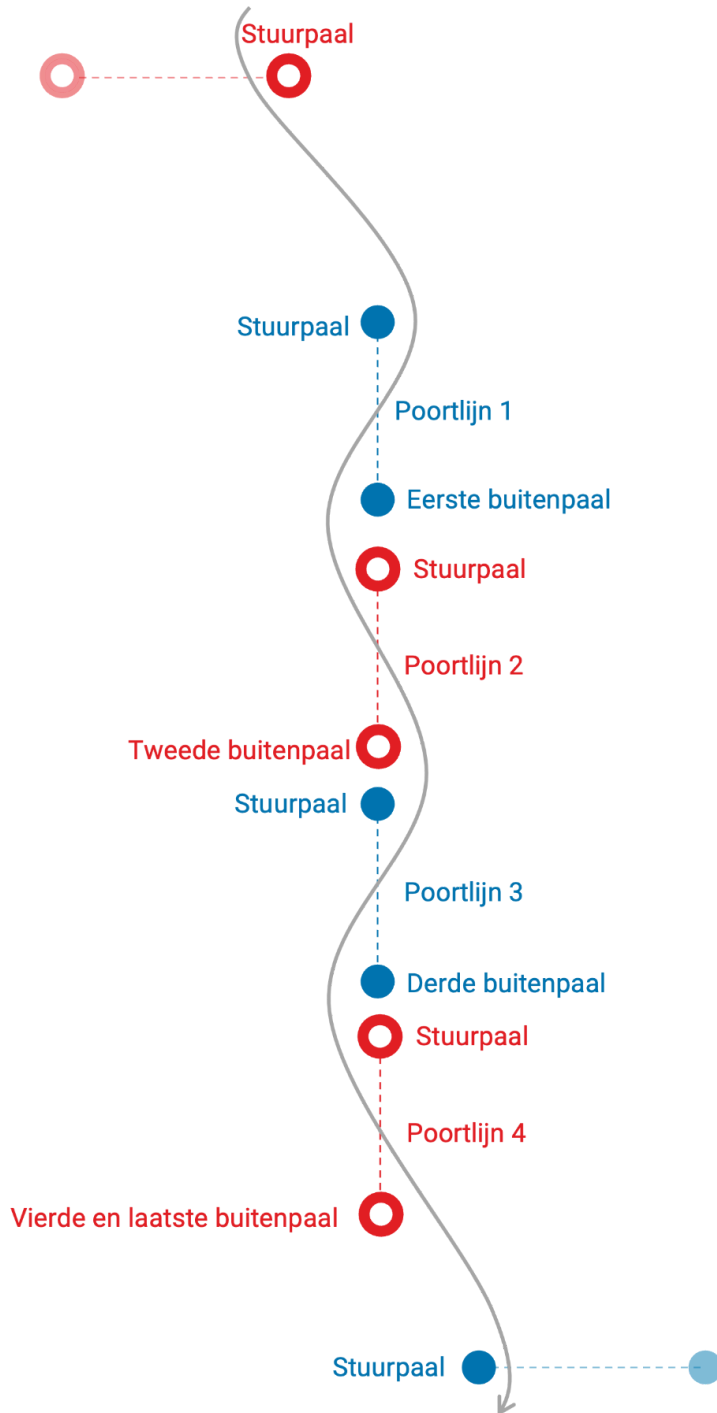 Stuurpaal
Stuurpaal
Poortlijn 1
Eerste buitenpaal
Stuurpaal
Poortlijn 2
Tweede buitenpaal
Stuurpaal
Poortlijn 3
Derde buitenpaal
Stuurpaal
Poortlijn 4
Vierde en laatste buitenpaal
Stuurpaal